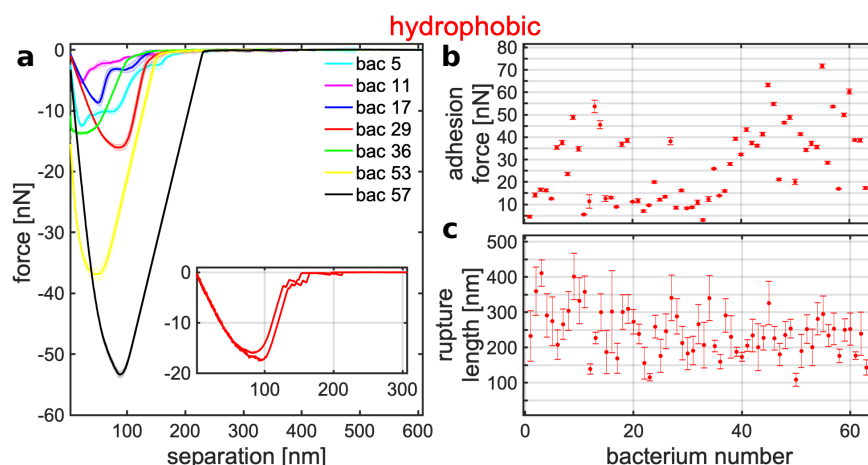 hydrophobic
a
0
-10
-20
-30
-40
-50
-60
force [nN]
100 200 300 400 500 600
separation [nm]
bac 5
bac 11
bac 17
bac 29
bac 36
bac 53
bac 57
0
-10
-20
0 100 200 300
b
80
70
60
50
40
30
20
10
0
adhesion
force [nN]
c
500
400
300
200
100
rupture
length [nm]
0 20 40 60
bacterium number